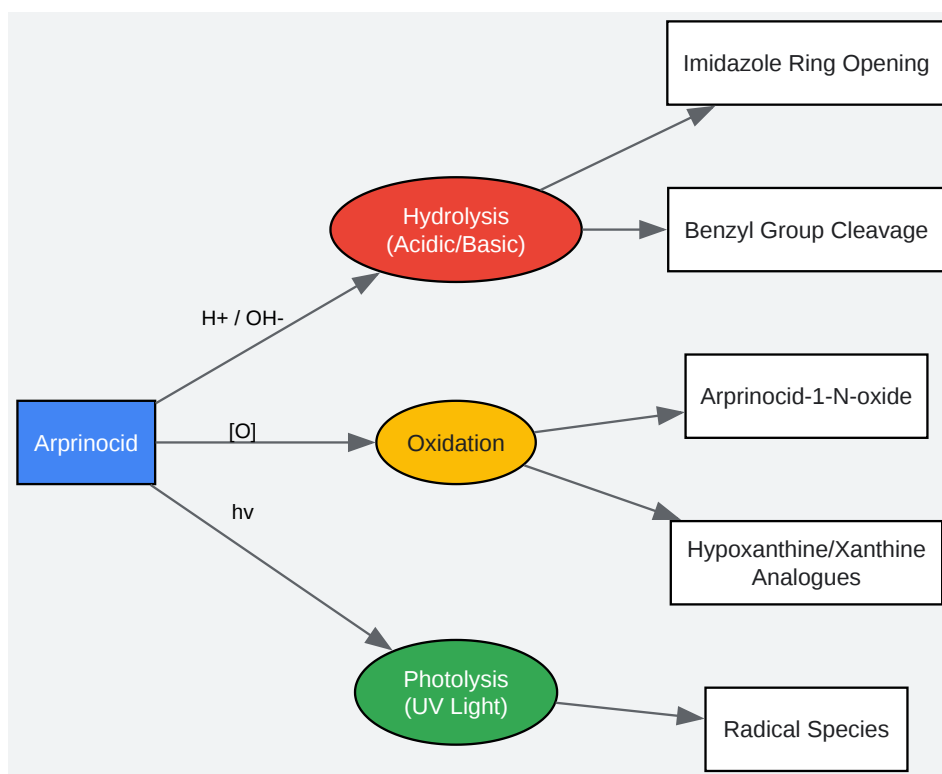 Imidazole Ring Opening
Hydrolysis
(Acidic/Basic)
Benzyl Group Cleavage
H+ / OH-
Arprinocid-1-N-oxide
Arprinocid
[O]
Oxidation
hv
Hypoxanthine/Xanthine
Analogues
Photolysis
(UV Light)
Radical Species